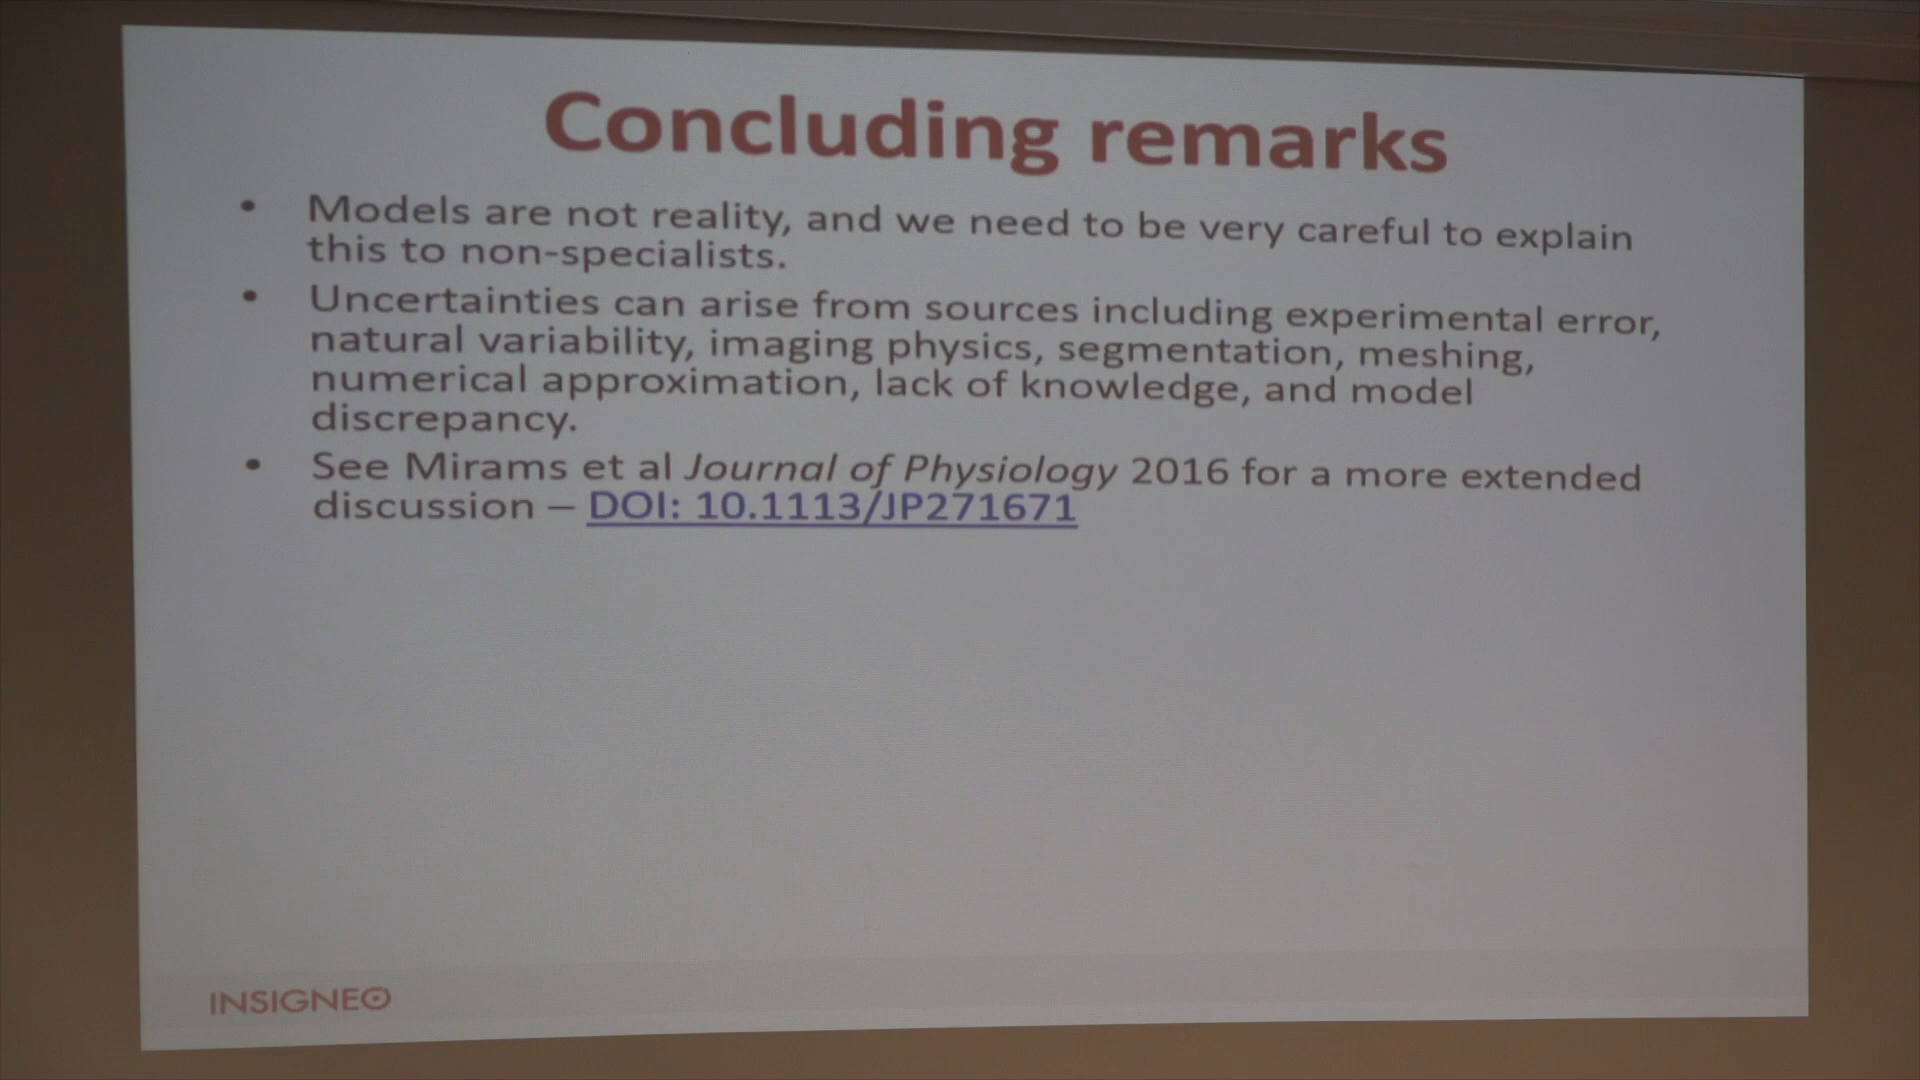 Concluding remarks
• Models are not reality, and we need to be very careful to explain
this to non-specialists.
• Uncertainties can arise from sources including experimental error,
natural variability, imaging physics, segmentation, meshing,
numerical approximation, lack of knowledge, and model
discrepancy.
• See Mirams et al Journal of Physiology 2016 for a more extended
discussion – DOI: 10.1113/JP271671
INSIGNEO